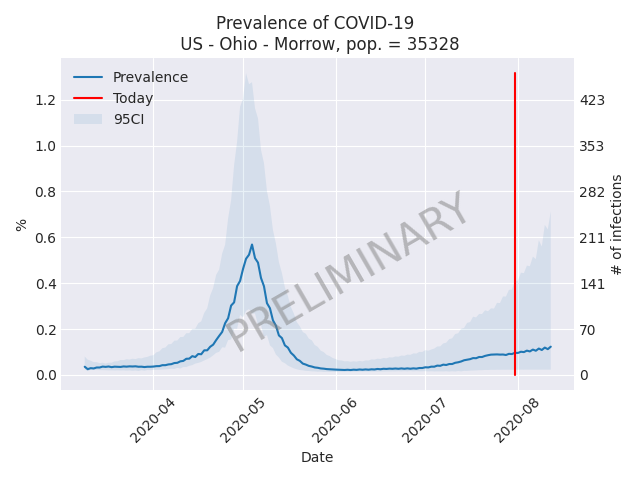 Prevalence of COVID-19
US - Ohio - Morrow, pop. = 35328
Prevalence
Today
95CI
1.2
1.0
0.8
0.6
0.4
0.2
0.0
%
423
353
282
211
141
70
0
# of infections
PRELIMINARY
2020-04
2020-05
2020-06
2020-07
2020-08
Date